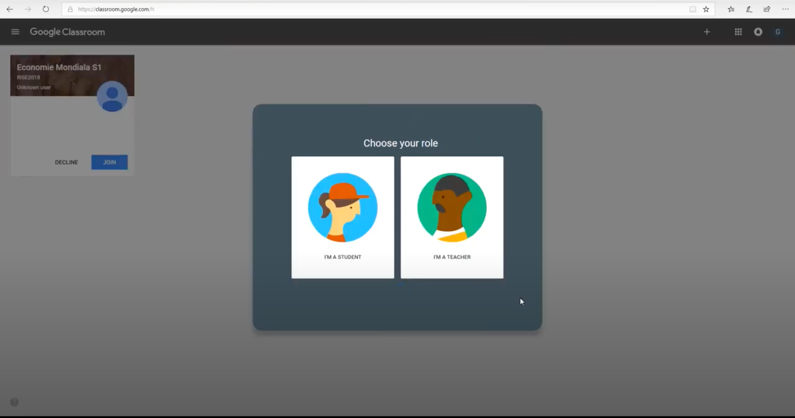 https://classroom.google.com/h
Google Classroom
G
Economie Mondiala S1
RISE2018
Unknown user
DECLINE
JOIN
Choose your role
I'M A STUDENT
I'M A TEACHER